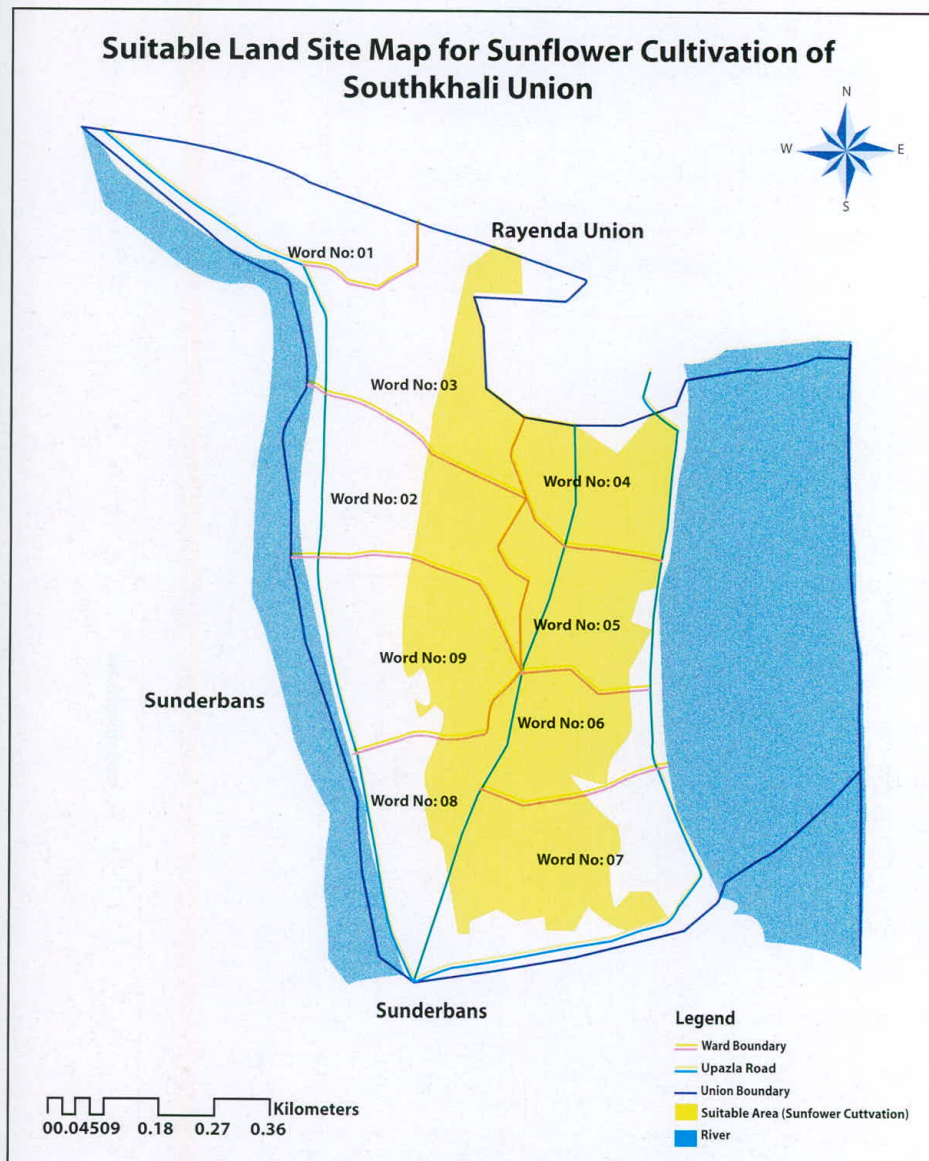 Suitable Land Site Map for Sunflower Cultivation of
Southkhali Union
N
W
E
S
Rayenda Union
Word No: 01
Word No: 03
Word No: 04
Word No: 02
Word No: 05
Word No: 09
Sunderbans
Word No: 06
Word No: 08
Word No: 07
Sunderbans
Legend
Ward Boundary
Upazla Road
Union Boundary
Suitable Area (Sunfower Cuttvation)
River
Kilometers
00.04509 0.18 0.27 0.36